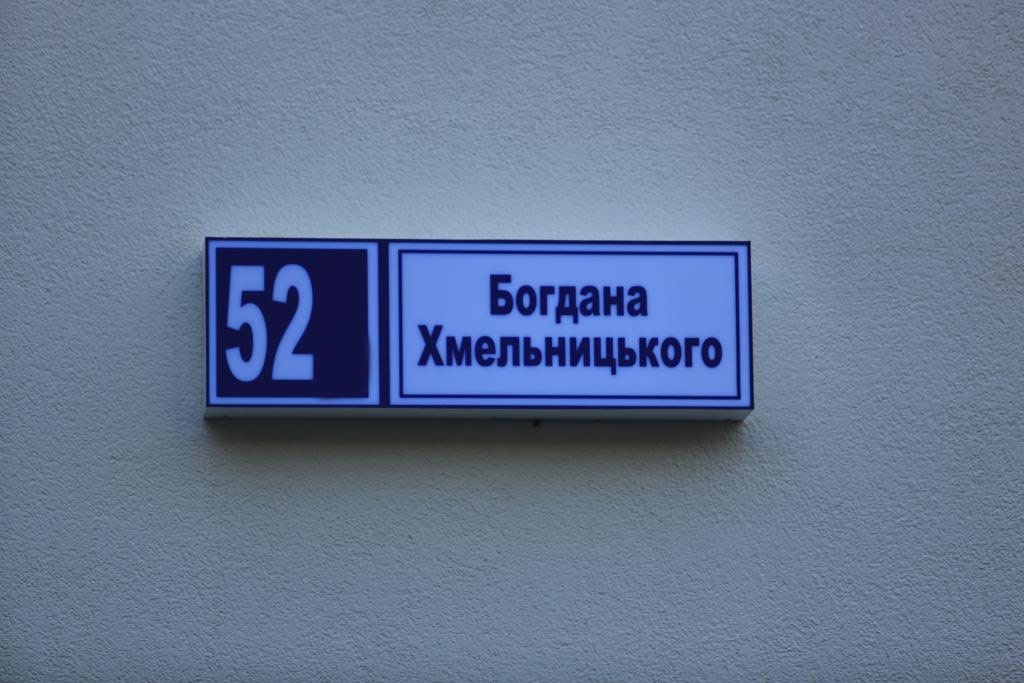 52
Богдана
Хмельницького